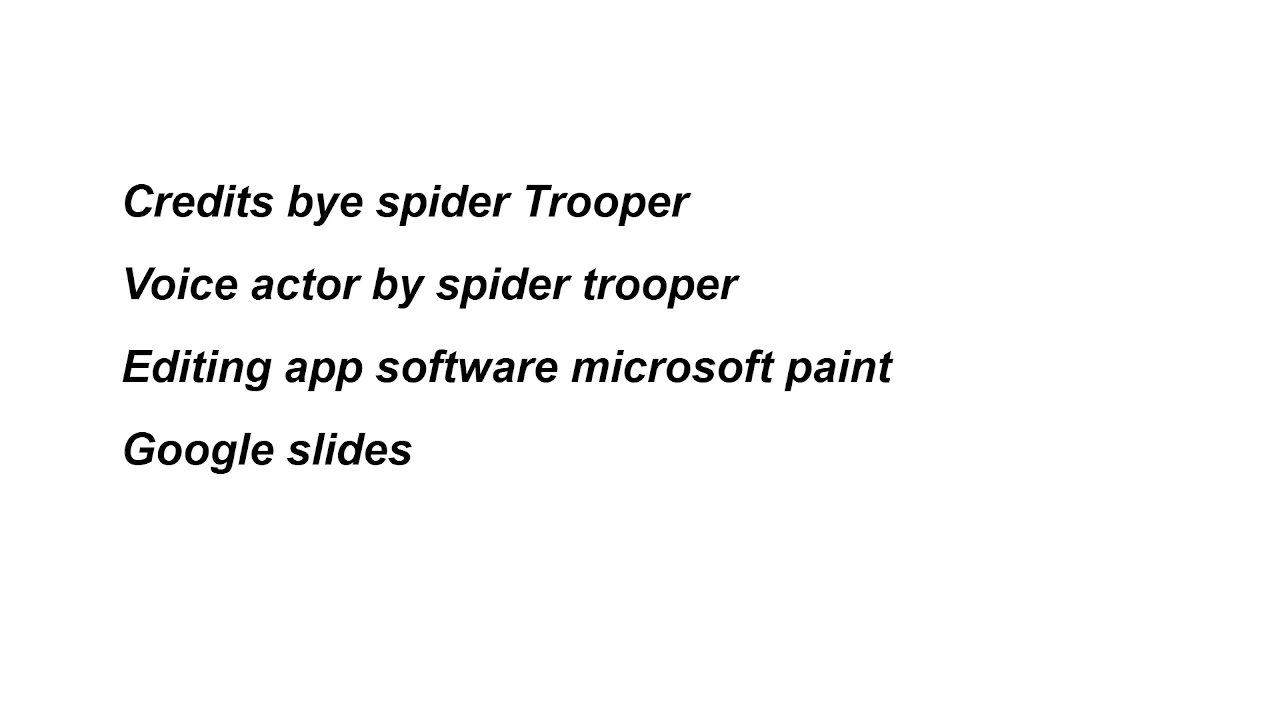 Credits bye spider Trooper
Voice actor by spider trooper
Editing app software microsoft paint
Google slides